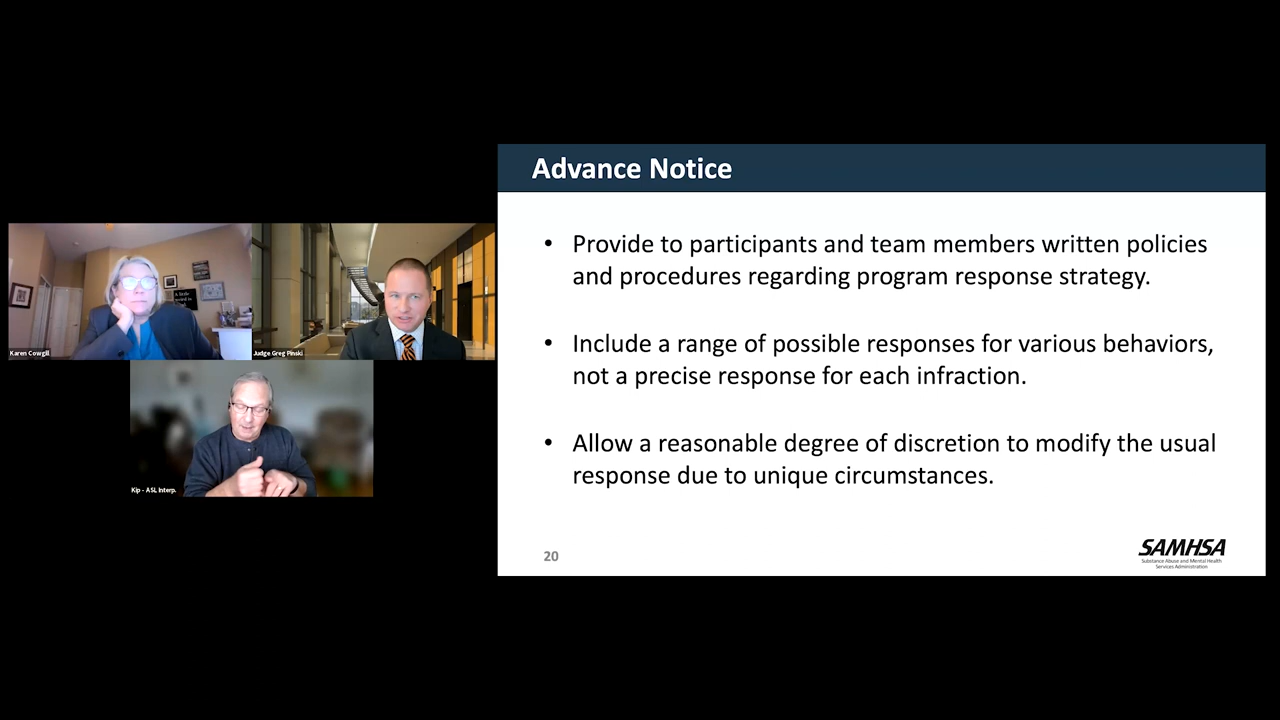 Advance Notice
• Provide to participants and team members written policies
and procedures regarding program response strategy.
• Include a range of possible responses for various behaviors,
not a precise response for each infraction.
• Allow a reasonable degree of discretion to modify the usual
response due to unique circumstances.
20
SAMHSA
Substance Abuse and Mental Health
Services Administration
Karen Cowgill
Judge Greg Pinski
Kip - ASL Interp.